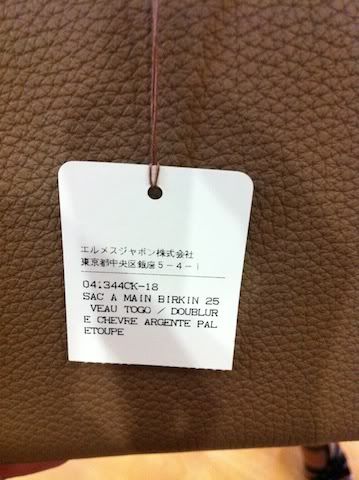 エルメスジャポン株式会社
東京都中央区銀座5-4-1
04.344CK-18
SAC A MAIN BIRKIN 25
VEAU TOGO / DOUBLUR
E CHEVRE ARGENTE PAL
ETOUPE